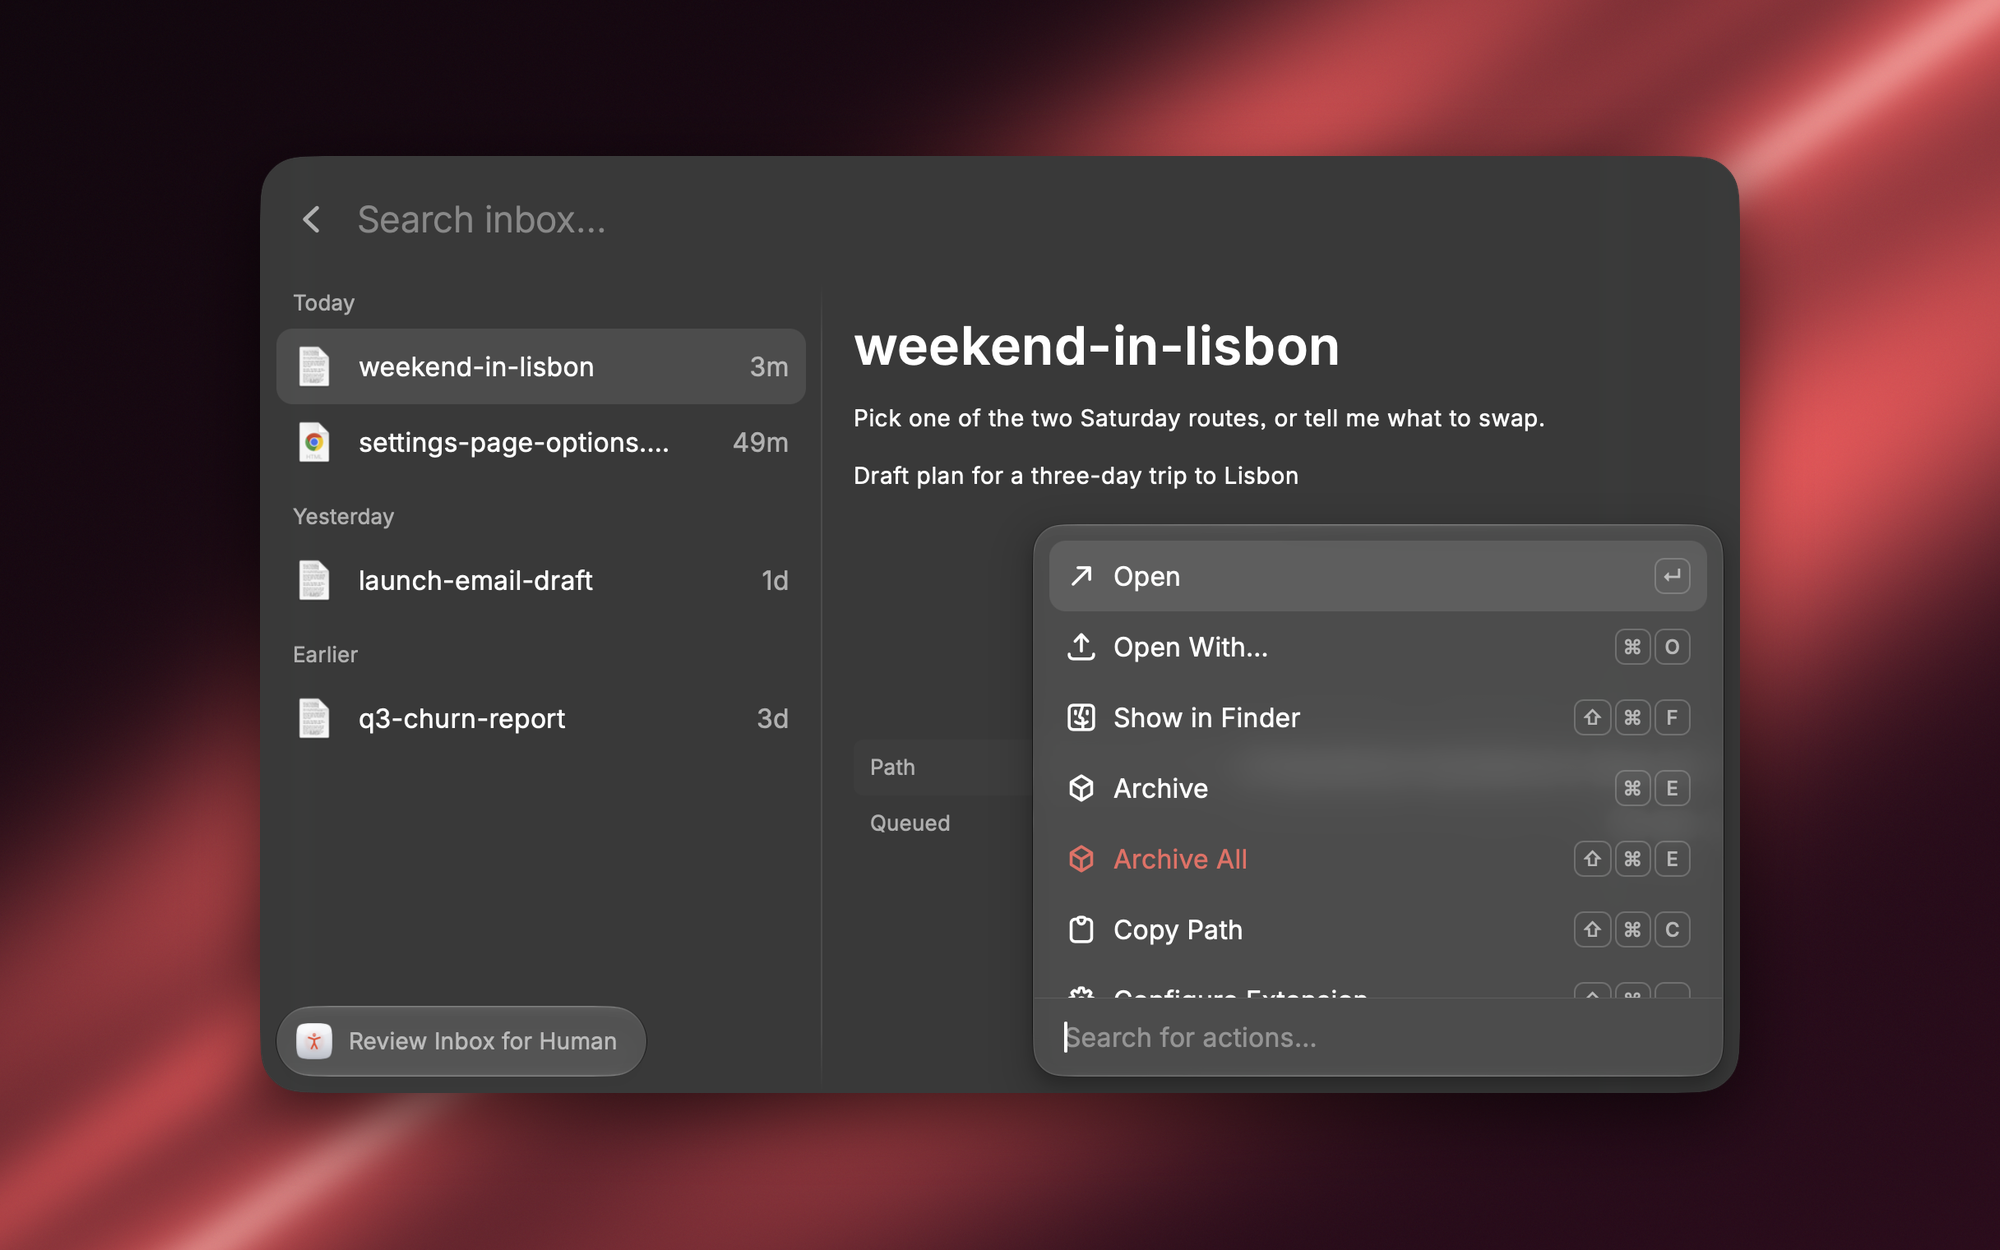 Search inbox...
Today
weekend-in-lisbon 3m
settings-page-options.... 49m
Yesterday
launch-email-draft 1d
Earlier
q3-churn-report 3d
Review Inbox for Human
weekend-in-lisbon
Pick one of the two Saturday routes, or tell me what to swap.
Draft plan for a three-day trip to Lisbon
Path
Queued
Open ↵
Open With... ⌘ O
Show in Finder ⇧ ⌘ F
Archive ⌘ E
Archive All ⇧ ⌘ E
Copy Path ⇧ ⌘ C
Configure Extension ⇧ ⌘
Search for actions...